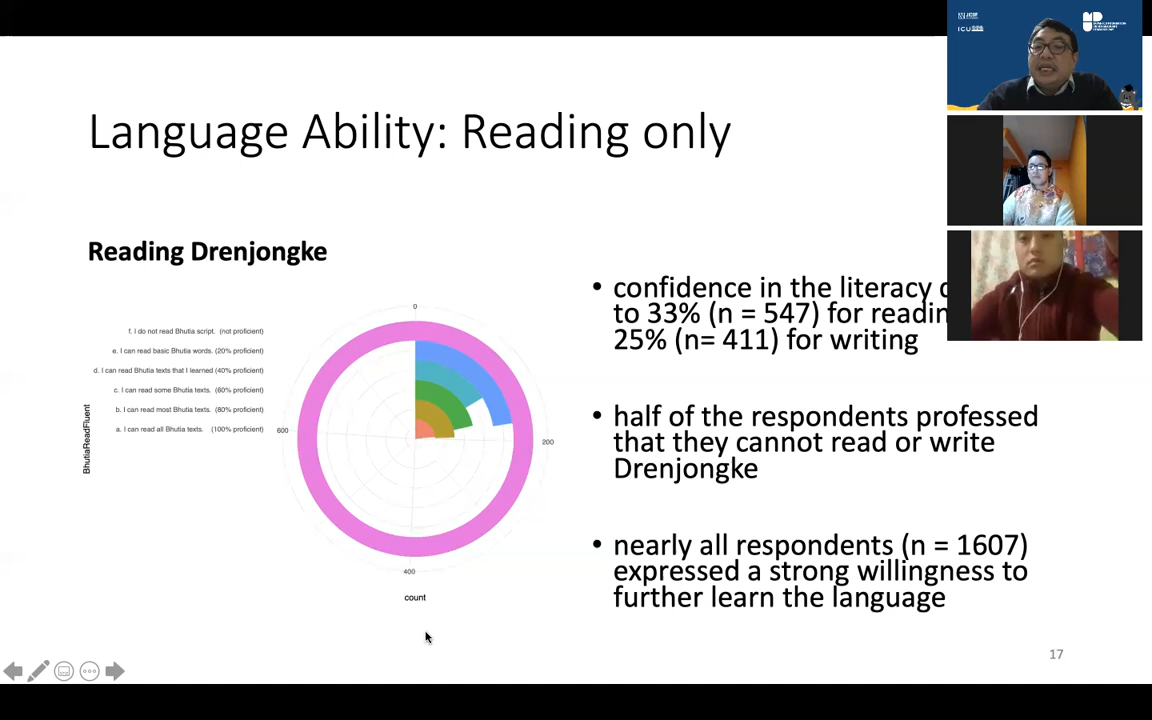 Language Ability: Reading only
Reading Drenjongke
0
f. I do not read Bhutia script. (not proficient)
e. I can read basic Bhutia words. (20% proficient)
d. I can read Bhutia texts that I learned (40% proficient)
c. I can read some Bhutia texts. (60% proficient)
b. I can read most Bhutia texts. (80% proficient)
a. I can read all Bhutia texts. (100% proficient)
BhutiaReadFluent
600
200
400
count
• confidence in the literacy
to 33% (n = 547) for readin
25% (n= 411) for writing
• half of the respondents professed
that they cannot read or write
Drenjongke
• nearly all respondents (n = 1607)
expressed a strong willingness to
further learn the language
17
ICU